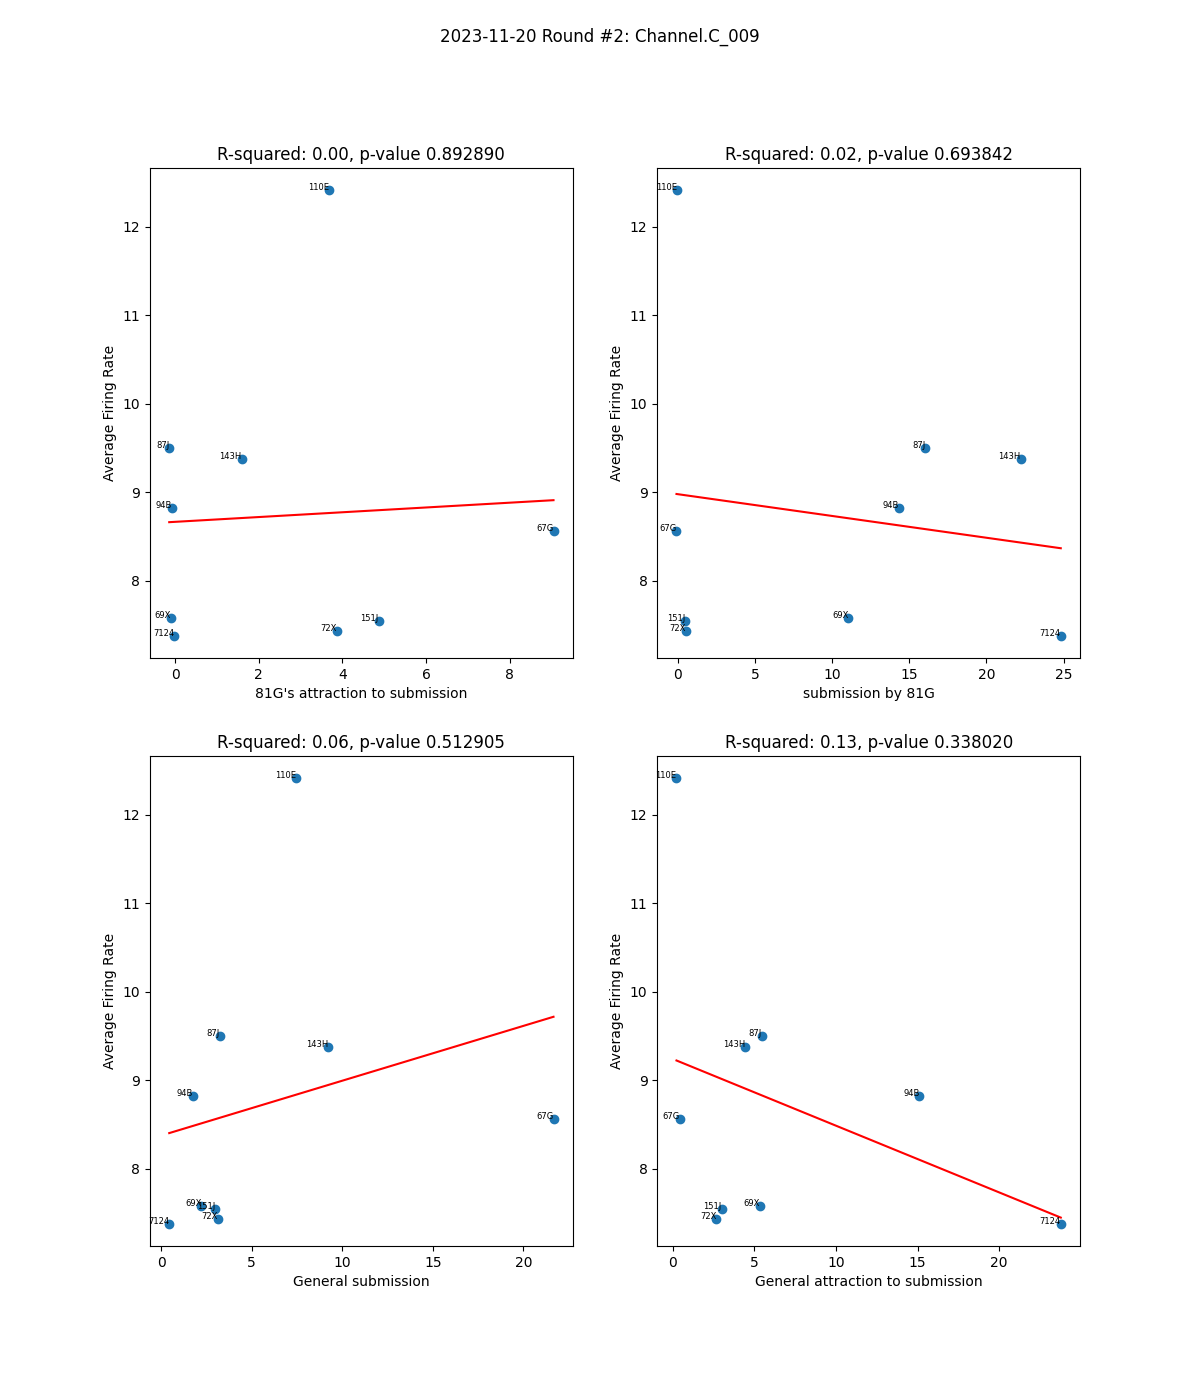 2023-11-20 Round #2: Channel.C_009
R-squared: 0.00, p-value 0.892890
110E
87J
143H
94B
67G
69X
7124
72X
151J
12
11
10
9
8
Average Firing Rate
0 2 4 6 8
81G's attraction to submission
R-squared: 0.02, p-value 0.693842
110E
87J
143H
94B
67G
151J
72X
69X
7124
12
11
10
9
8
Average Firing Rate
0 5 10 15 20 25
submission by 81G
R-squared: 0.06, p-value 0.512905
110E
87J
143H
94B
67G
69X
151J
72X
7124
12
11
10
9
8
Average Firing Rate
0 5 10 15 20
General submission
R-squared: 0.13, p-value 0.338020
110E
87J
143H
94B
67G
151J
72X
69X
7124
12
11
10
9
8
Average Firing Rate
0 5 10 15 20
General attraction to submission